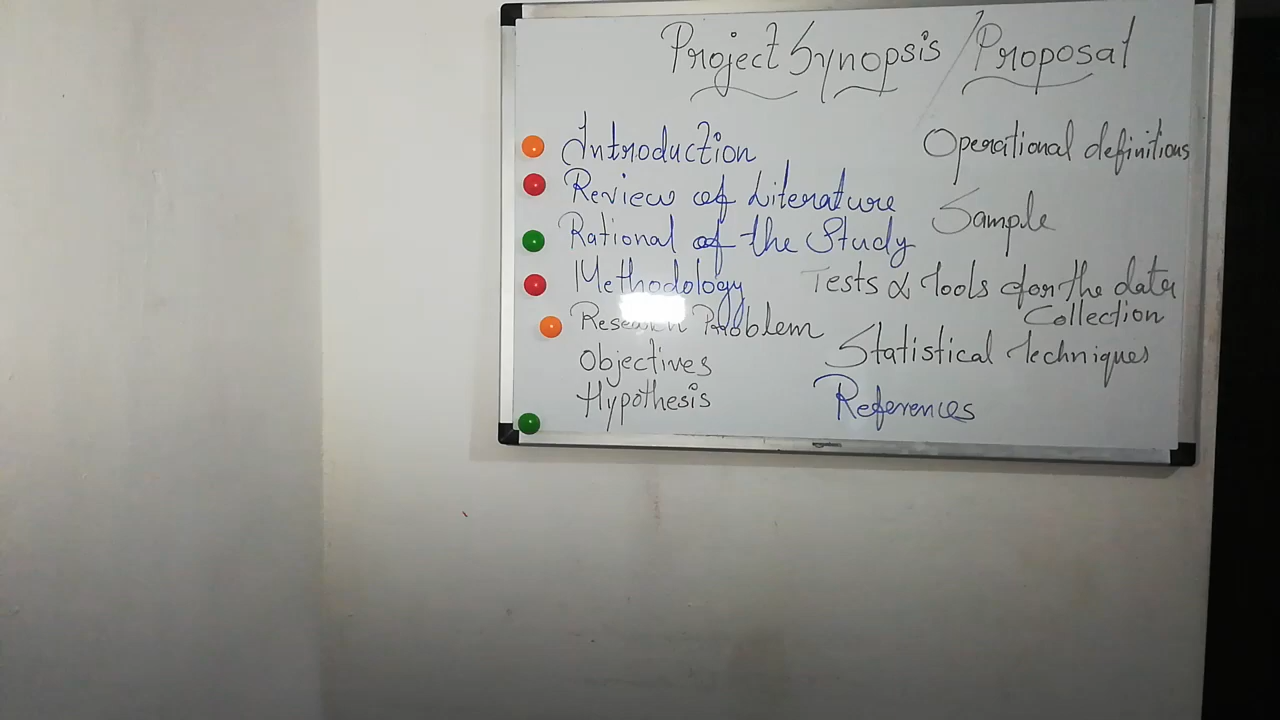 Project Synopsis / Proposal
Introduction
Review of Literature
Rational of the Study
Methodology
Research Problem
Objectives
Hypothesis
Operational definitions
Sample
Tests & tools for the data
Collection
Statistical techniques
References